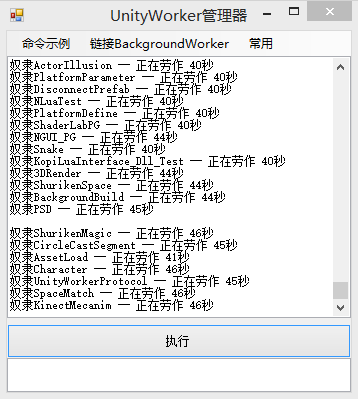 UnityWorker管理器
命令示例 链接BackgroundWorker 常用
奴隶ActorIllusion — 正在劳作 40秒
奴隶PlatformParameter — 正在劳作 40秒
奴隶DisconnectPrefab — 正在劳作 40秒
奴隶NLuaTest — 正在劳作 40秒
奴隶PlatformDefine — 正在劳作 40秒
奴隶ShaderLabPG — 正在劳作 40秒
奴隶NGUI_PG — 正在劳作 44秒
奴隶Snake — 正在劳作 40秒
奴隶KopiLuaInterface_Dll_Test — 正在劳作 40秒
奴隶3DRender — 正在劳作 44秒
奴隶ShurikenSpace — 正在劳作 44秒
奴隶BackgroundBuild — 正在劳作 44秒
奴隶PSD — 正在劳作 45秒
奴隶ShurikenMagic — 正在劳作 46秒
奴隶CircleCastSegment — 正在劳作 45秒
奴隶AssetLoad — 正在劳作 41秒
奴隶Character — 正在劳作 46秒
奴隶UnityWorkerProtocol — 正在劳作 45秒
奴隶SpaceMatch — 正在劳作 46秒
奴隶KinectMecanim — 正在劳作 46秒
执行